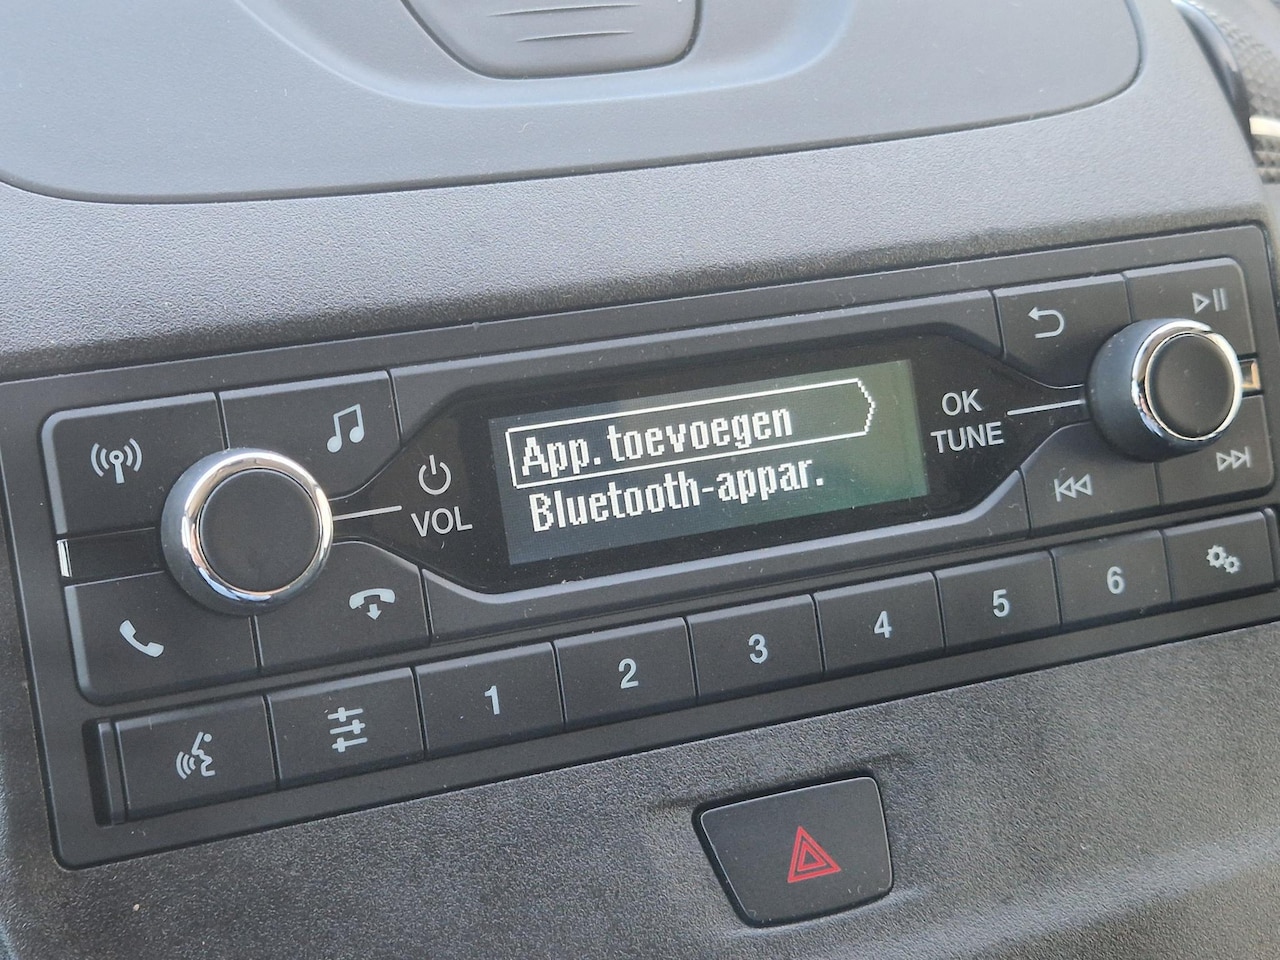 App. toevoegen
Bluetooth-appar.
VOL
OK
TUNE
1
2
3
4
5
6